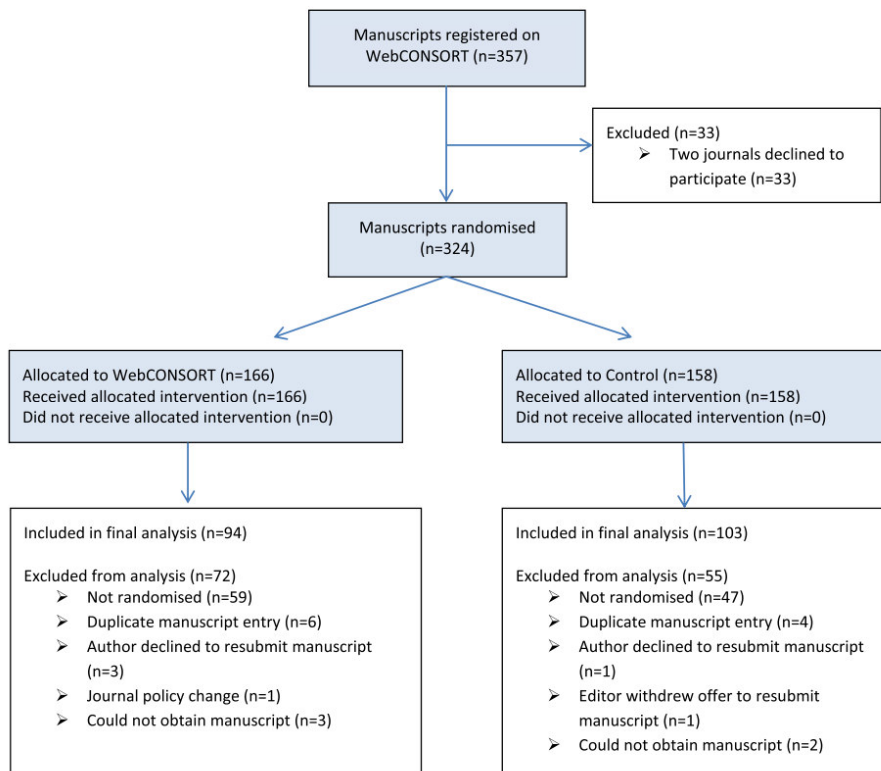 Manuscripts registered on
WebCONSORT (n=357)
Excluded (n=33)
➢ Two journals declined to
participate (n=33)
Manuscripts randomised
(n=324)
Allocated to WebCONSORT (n=166)
Received allocated intervention (n=166)
Did not receive allocated intervention (n=0)
Allocated to Control (n=158)
Received allocated intervention (n=158)
Did not receive allocated intervention (n=0)
Included in final analysis (n=94)
Excluded from analysis (n=72)
➢ Not randomised (n=59)
➢ Duplicate manuscript entry (n=6)
➢ Author declined to resubmit manuscript
(n=3)
➢ Journal policy change (n=1)
➢ Could not obtain manuscript (n=3)
Included in final analysis (n=103)
Excluded from analysis (n=55)
➢ Not randomised (n=47)
➢ Duplicate manuscript entry (n=4)
➢ Author declined to resubmit manuscript
(n=1)
➢ Editor withdrew offer to resubmit
manuscript (n=1)
➢ Could not obtain manuscript (n=2)